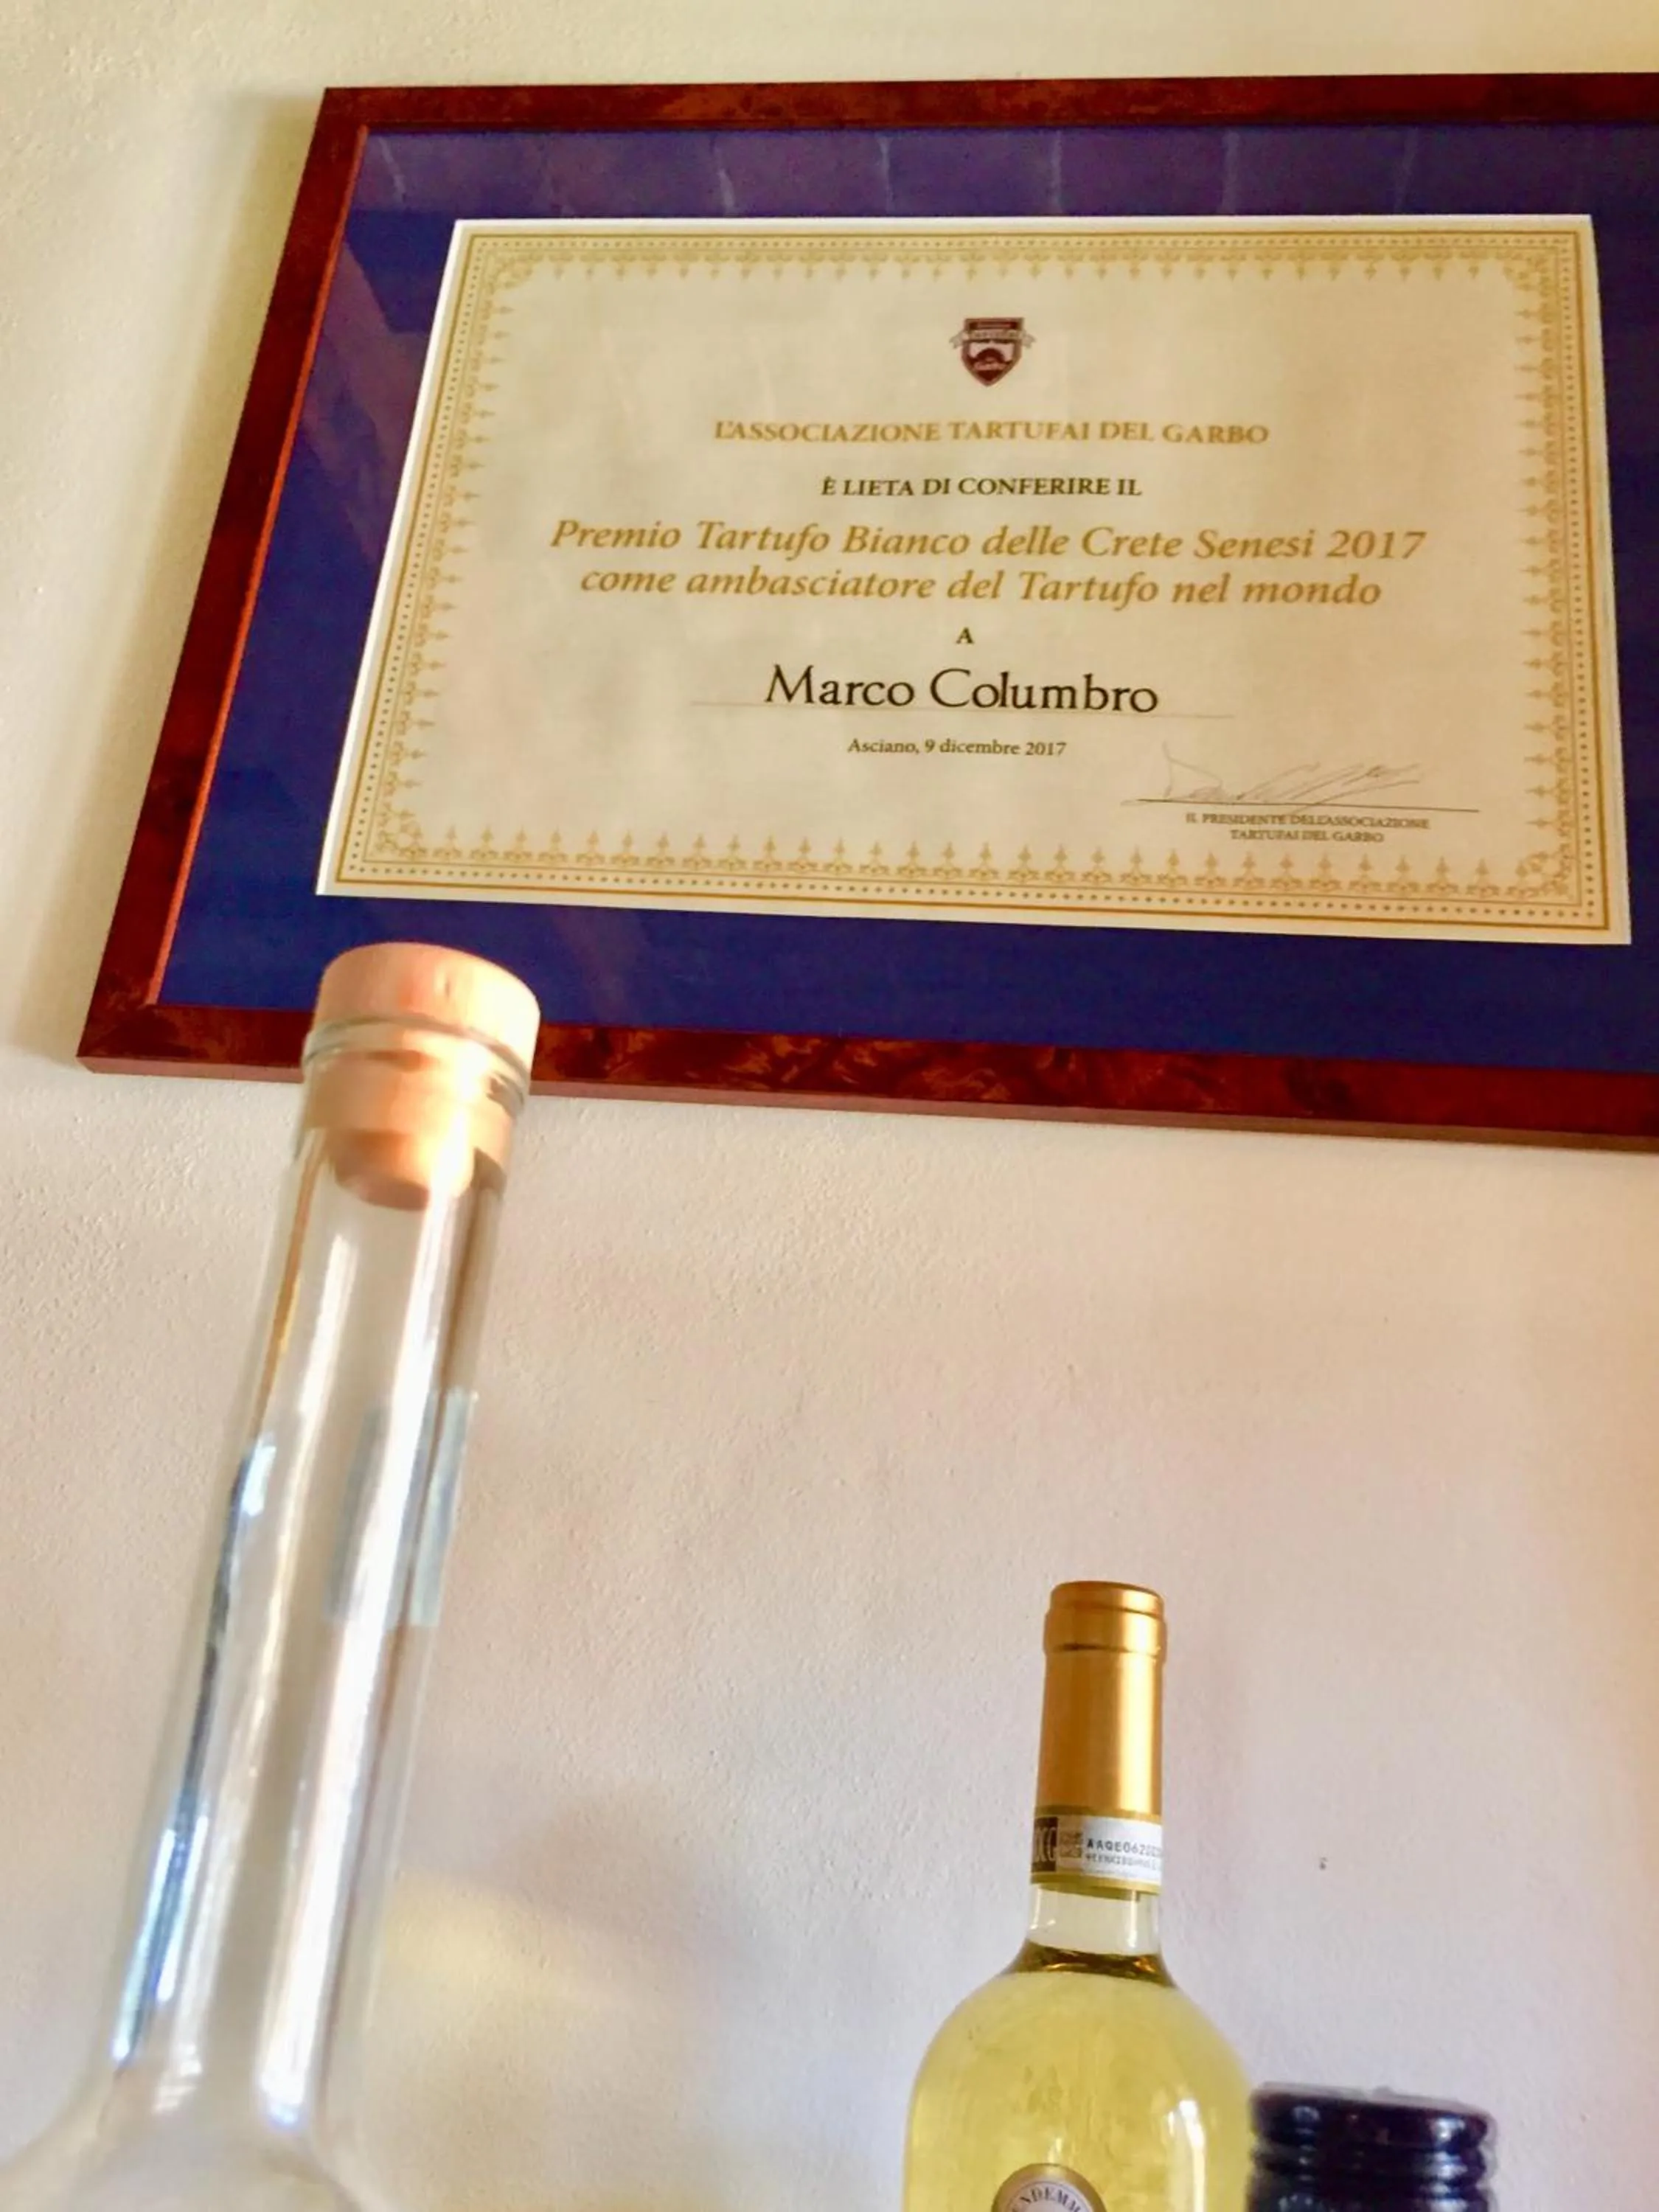 L'ASSOCIAZIONE TARTUFAI DEL GARBO
È LIETA DI CONFERIRE IL
Premio Tartufo Bianco delle Crete Senesi 2017
come ambasciatore del Tartufo nel mondo
A
Marco Columbro
Asciano, 9 dicembre 2017
IL PRESIDENTE DELL'ASSOCIAZIONE
TARTUFAI DEL GARBO